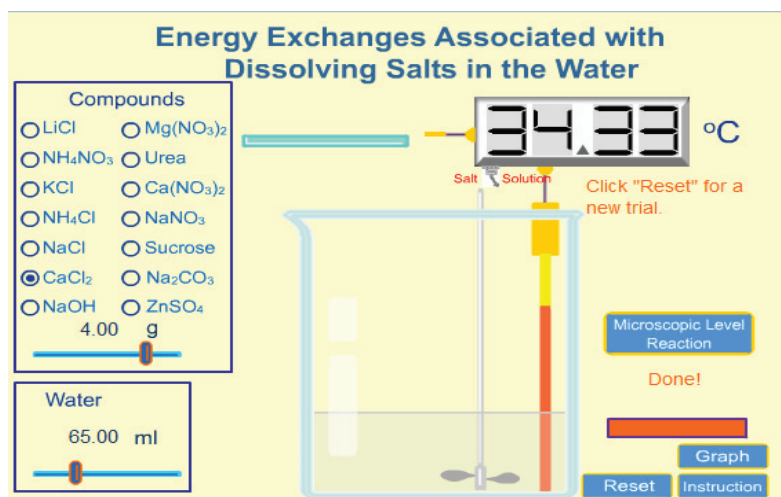 Energy Exchanges Associated with
Dissolving Salts in the Water
Compounds
LiCl
Mg(NO₃)₂
NH₄NO₃
Urea
KCl
Ca(NO₃)₂
NH₄Cl
NaNO₃
NaCl
Sucrose
CaCl₂
Na₂CO₃
NaOH
ZnSO₄
4.00 g
Water
65.00 ml
34.33 °C
Salt Solution
Click "Reset" for a
new trial.
Microscopic Level
Reaction
Done!
Graph
Reset
Instruction